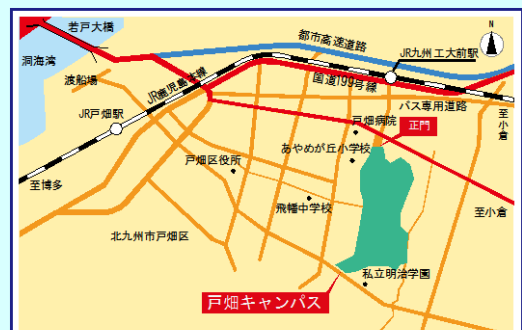 若戸大橋
都市高速道路
N
JR九州工大前駅
洞海湾
渡船場
JR鹿児島本線
国道199号線
バス専用道路
JR戸畑駅
戸畑病院
正門
至小倉
あやめが丘小学校
戸畑区役所
至博多
飛幡中学校
至小倉
北九州市戸畑区
私立明治学園
戸畑キャンパス